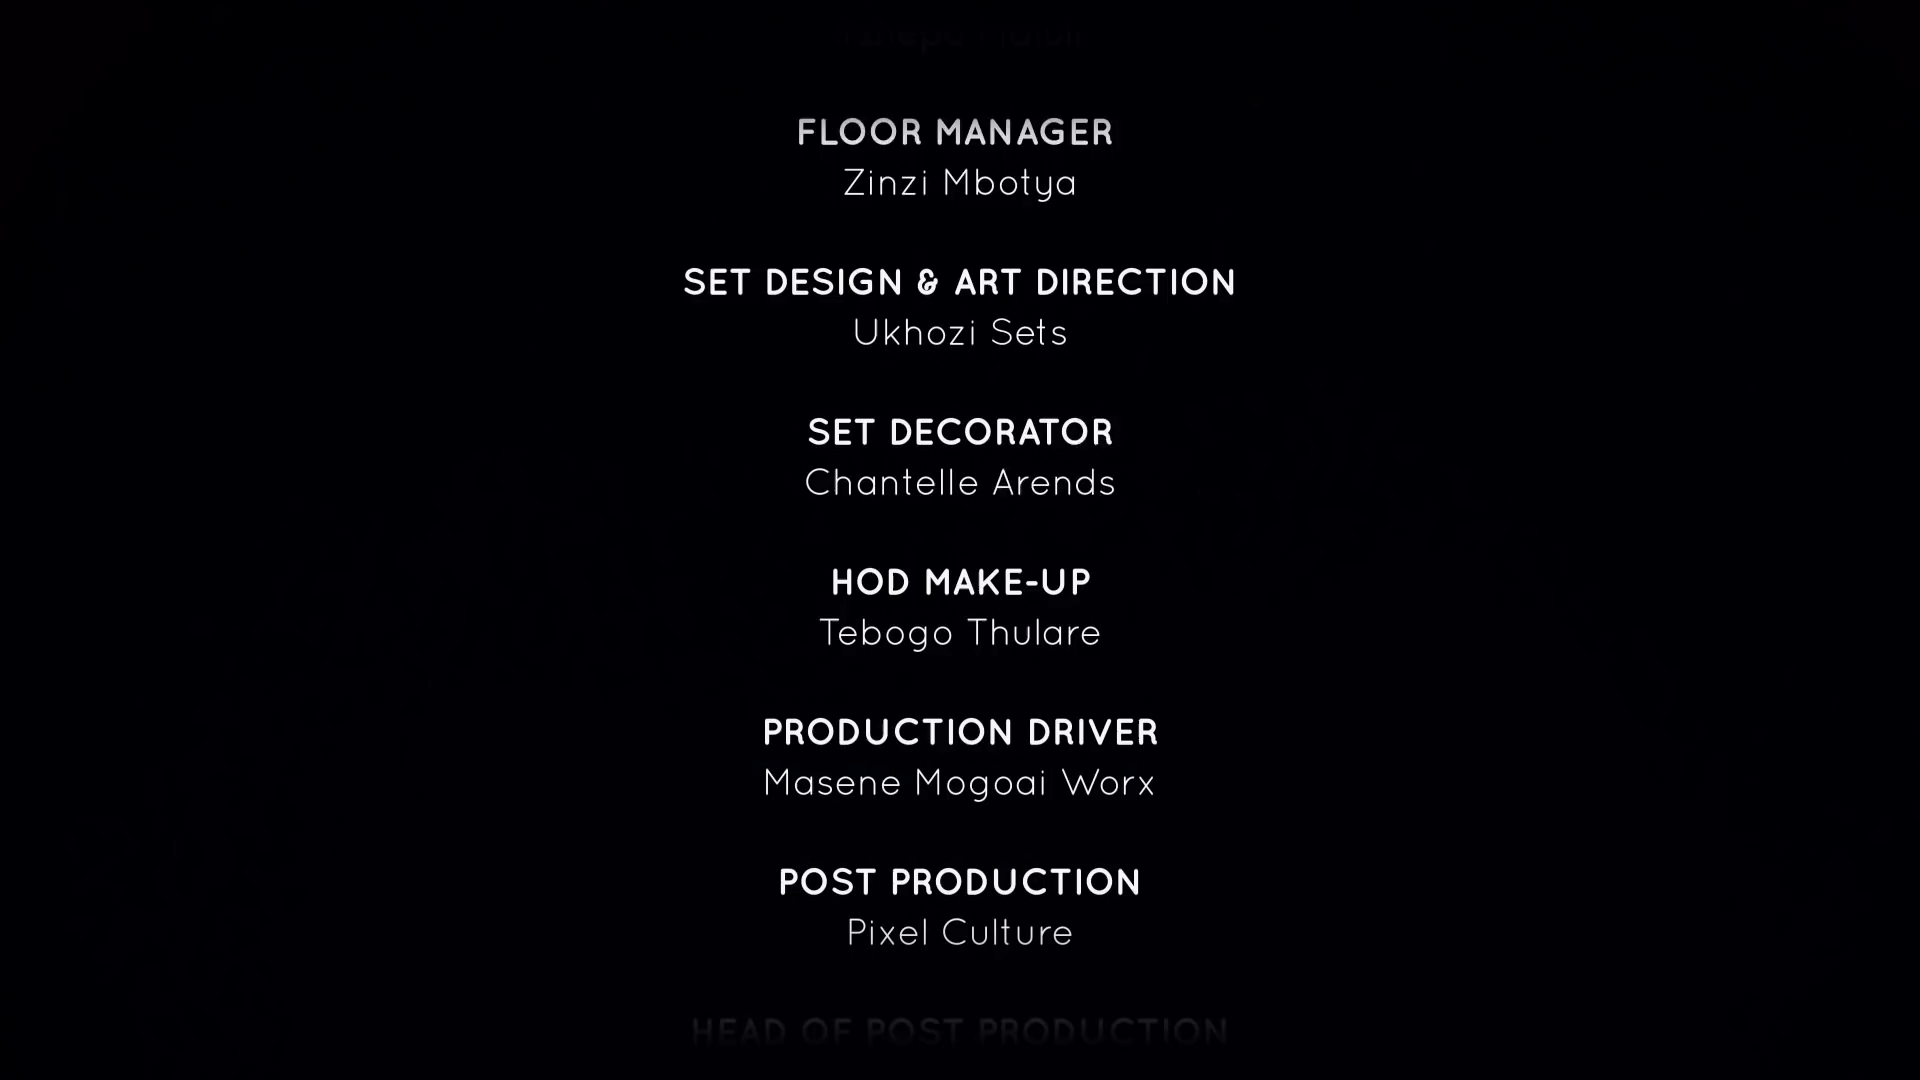 FLOOR MANAGER
Zinzi Mbotya
SET DESIGN & ART DIRECTION
Ukhozi Sets
SET DECORATOR
Chantelle Arends
HOD MAKE-UP
Tebogo Thulare
PRODUCTION DRIVER
Masene Mogoai Worx
POST PRODUCTION
Pixel Culture
HEAD OF POST PRODUCTION